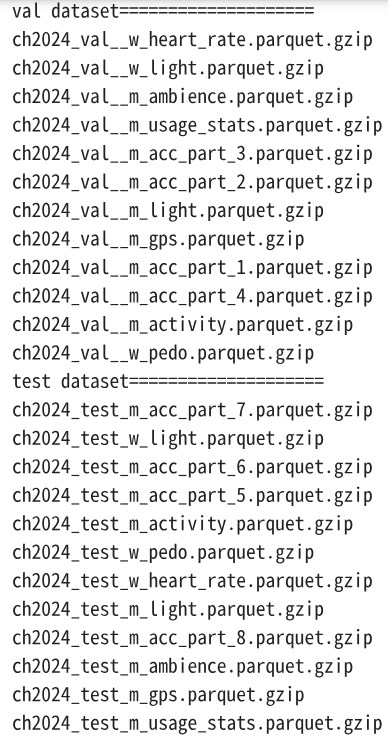 val dataset====================
ch2024_val__w_heart_rate.parquet.gzip
ch2024_val__w_light.parquet.gzip
ch2024_val__m_ambience.parquet.gzip
ch2024_val__m_usage_stats.parquet.gzip
ch2024_val__m_acc_part_3.parquet.gzip
ch2024_val__m_acc_part_2.parquet.gzip
ch2024_val__m_light.parquet.gzip
ch2024_val__m_gps.parquet.gzip
ch2024_val__m_acc_part_1.parquet.gzip
ch2024_val__m_acc_part_4.parquet.gzip
ch2024_val__m_activity.parquet.gzip
ch2024_val__w_pedo.parquet.gzip
test dataset====================
ch2024_test_m_acc_part_7.parquet.gzip
ch2024_test_w_light.parquet.gzip
ch2024_test_m_acc_part_6.parquet.gzip
ch2024_test_m_acc_part_5.parquet.gzip
ch2024_test_m_activity.parquet.gzip
ch2024_test_w_pedo.parquet.gzip
ch2024_test_w_heart_rate.parquet.gzip
ch2024_test_m_light.parquet.gzip
ch2024_test_m_acc_part_8.parquet.gzip
ch2024_test_m_ambience.parquet.gzip
ch2024_test_m_gps.parquet.gzip
ch2024_test_m_usage_stats.parquet.gzip